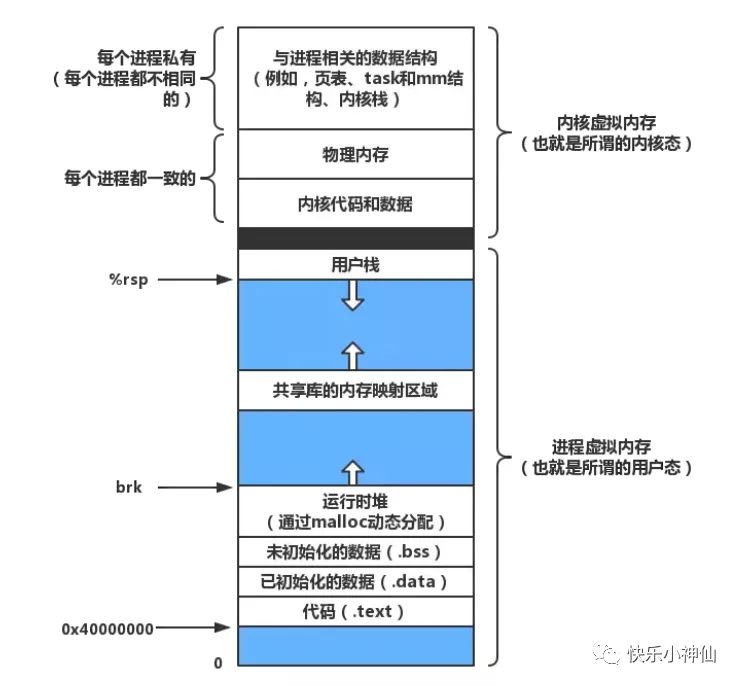 每个进程私有
（每个进程都不相同
的）
与进程相关的数据结构
（例如，页表、task和mm结
构、内核栈）
内核虚拟内存
（也就是所谓的内核态）
物理内存
每个进程都一致的
内核代码和数据
用户栈
%rsp
共享库的内存映射区域
进程虚拟内存
（也就是所谓的用户态）
brk
运行时堆
（通过malloc动态分配）
未初始化的数据（.bss）
已初始化的数据（.data）
代码（.text）
0x40000000
0
快乐小神仙